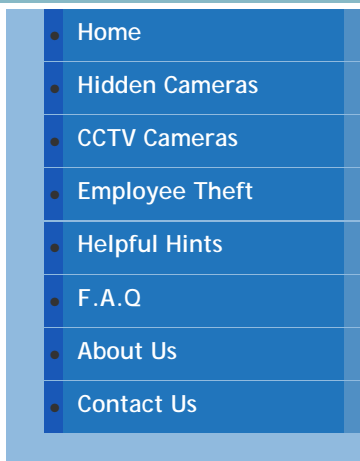 Home
Hidden Cameras
CCTV Cameras
Employee Theft
Helpful Hints
F.A.Q
About Us
Contact Us